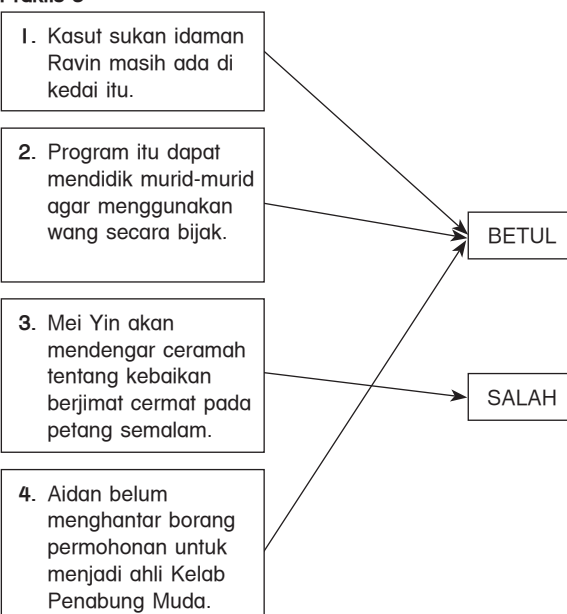 1. Kasut sukan idaman
Ravin masih ada di
kedai itu.
2. Program itu dapat
mendidik murid-murid
agar menggunakan
wang secara bijak.
3. Mei Yin akan
mendengar ceramah
tentang kebaikan
berjimat cermat pada
petang semalam.
4. Aidan belum
menghantar borang
permohonan untuk
menjadi ahli Kelab
Penabung Muda.
BETUL
SALAH